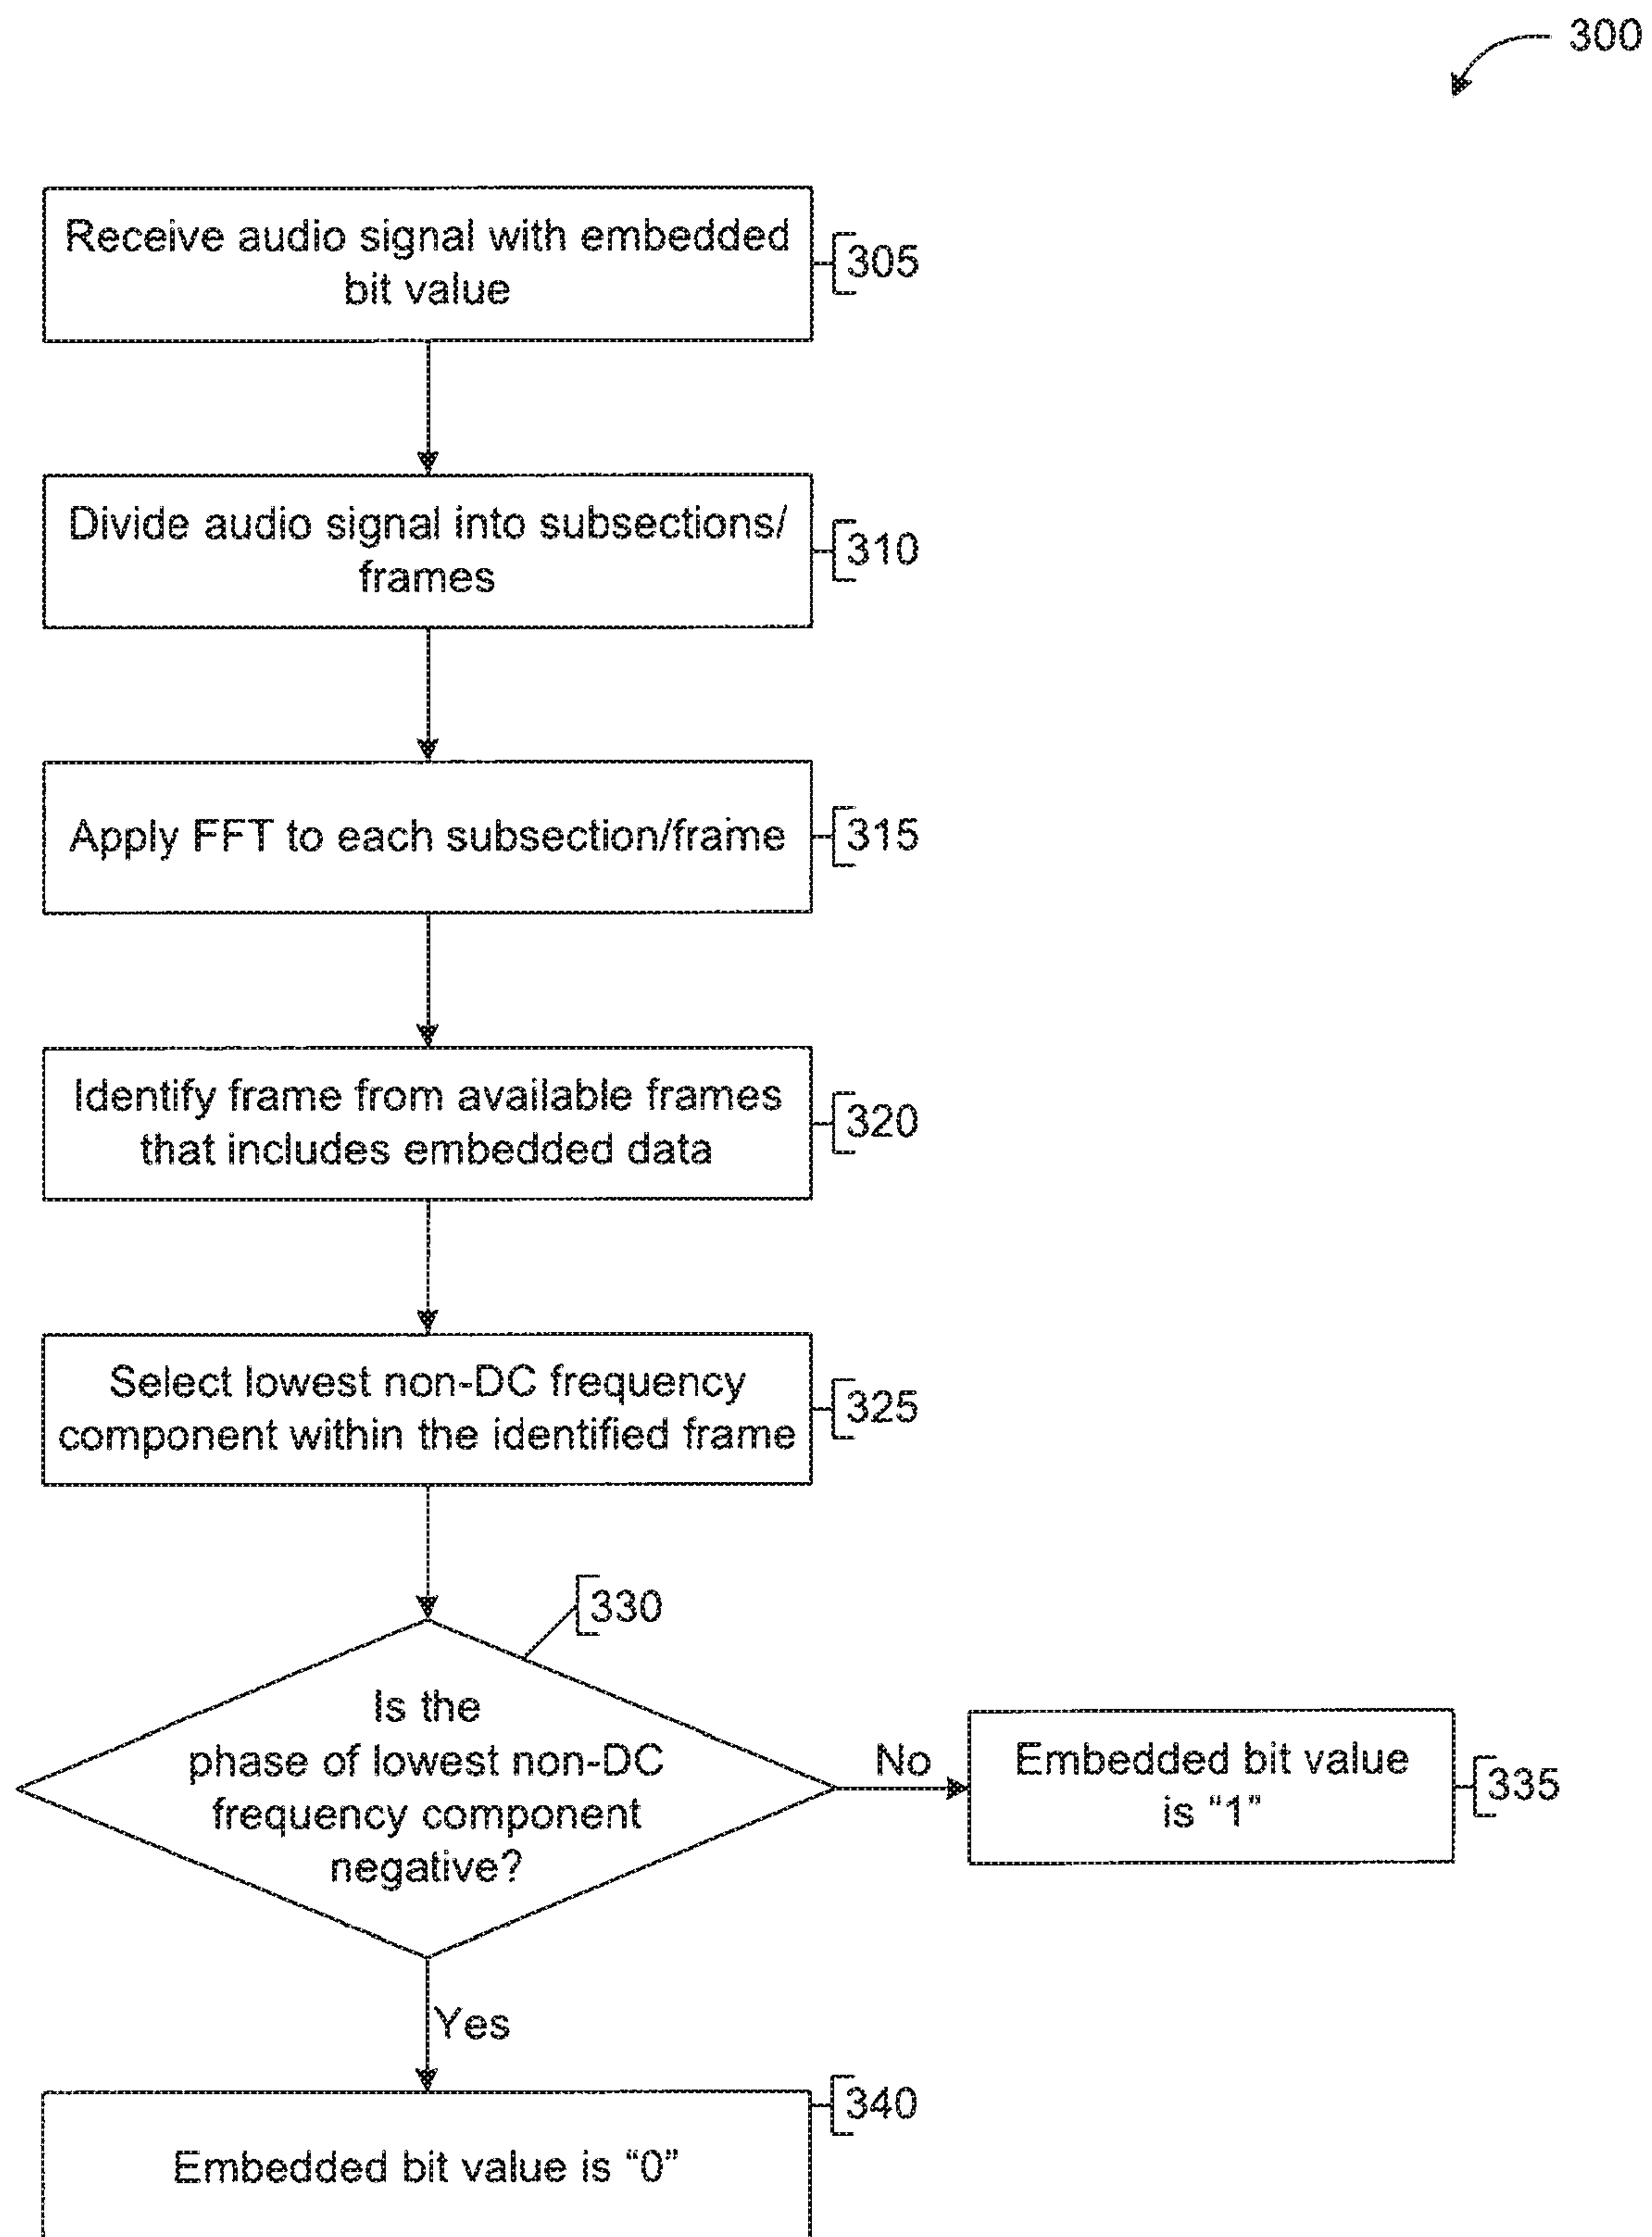 300
Receive audio signal with embedded
bit value
305
Divide audio signal into subsections/
frames
310
Apply FFT to each subsection/frame
315
Identify frame from available frames
that includes embedded data
320
Select lowest non-DC frequency
component within the identified frame
325
330
Is the
phase of lowest non-DC
frequency component
negative?
No
Embedded bit value
is “1”
335
Yes
340
Embedded bit value is “0”